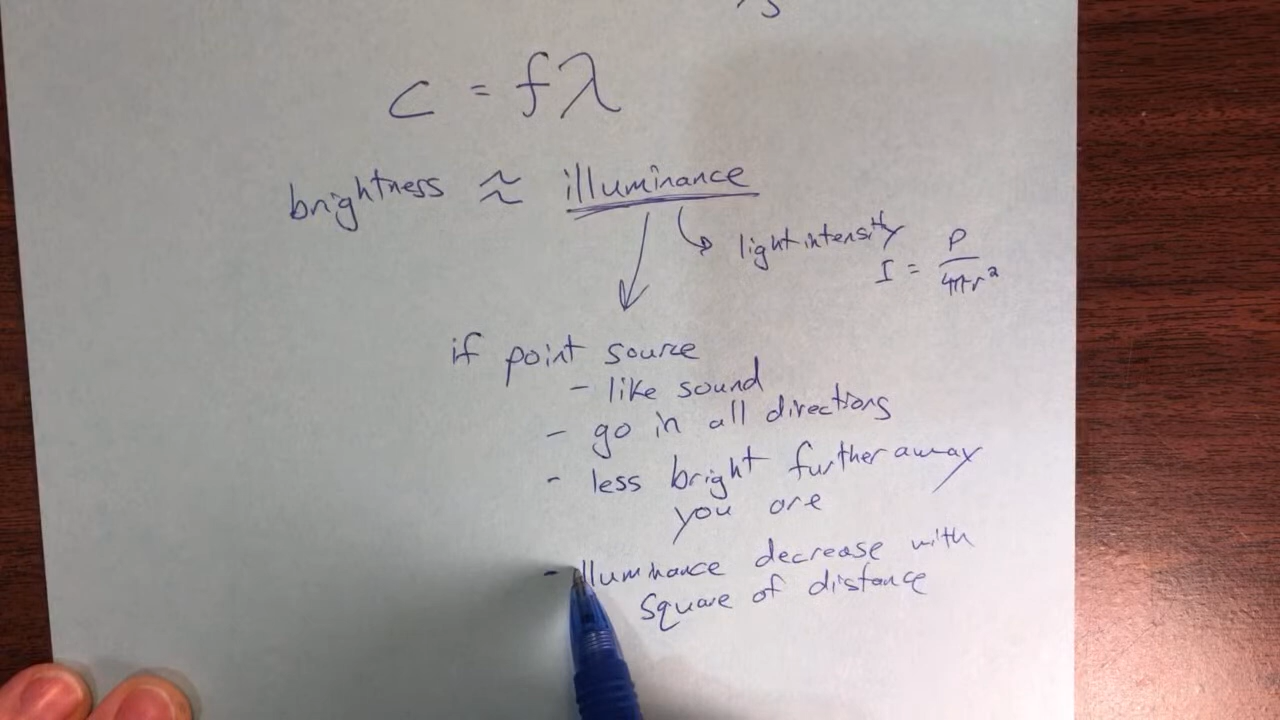 c = fλ
brightness ≈ illuminance
light intensity
I = P/4πr²
if point source
- like sound
- go in all directions
- less bright further away
you are
- illuminance decrease with
square of distance